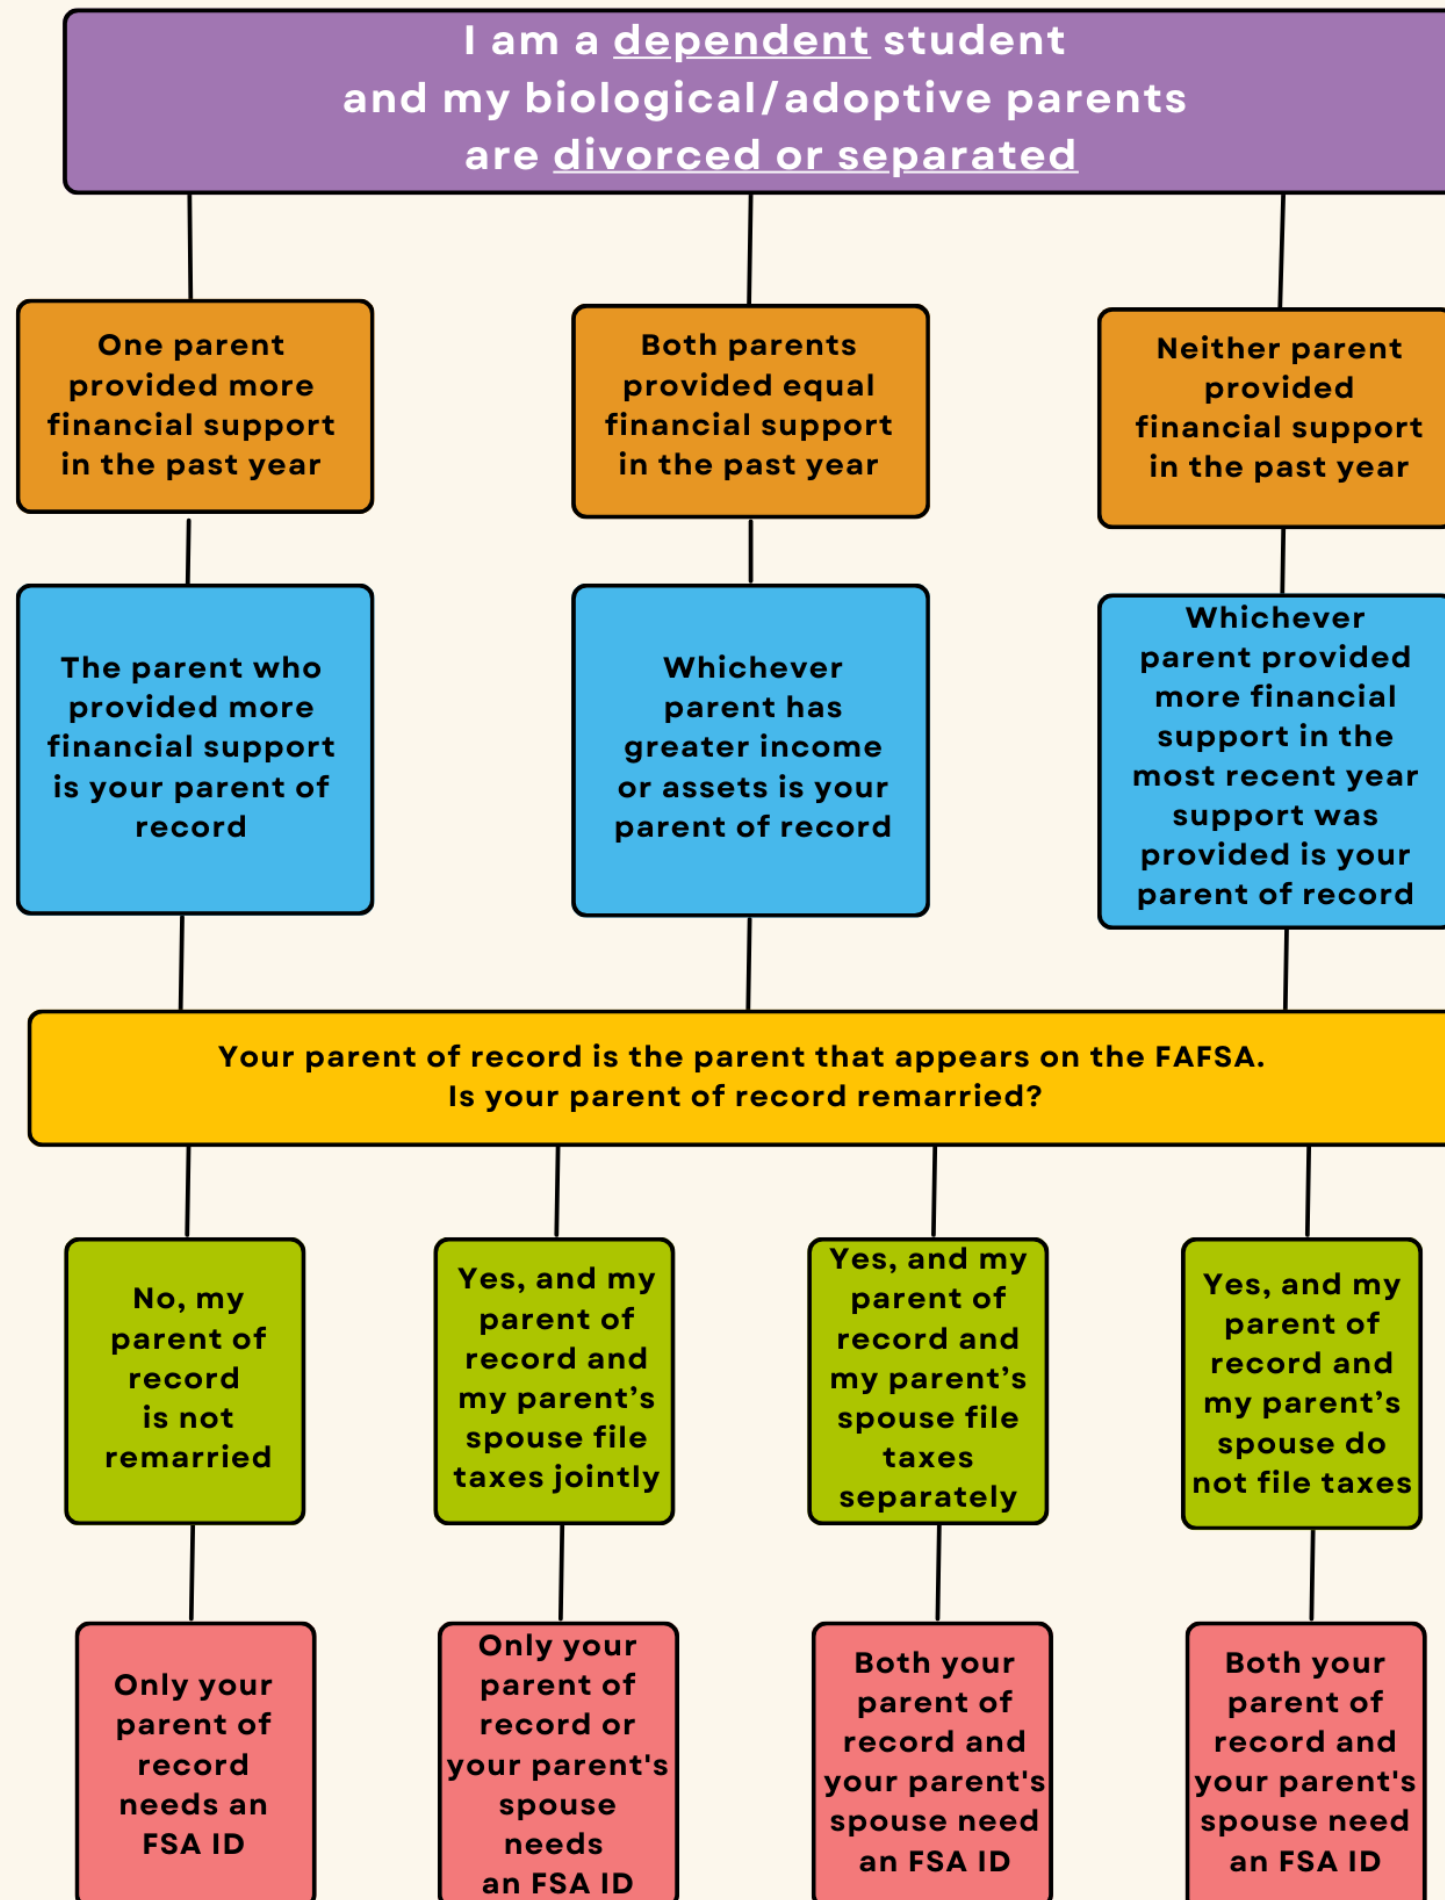 I am a dependent student
and my biological/adoptive parents
are divorced or separated
One parent
provided more
financial support
in the past year
Both parents
provided equal
financial support
in the past year
Neither parent
provided
financial support
in the past year
The parent who
provided more
financial support
is your parent of
record
Whichever
parent has
greater income
or assets is your
parent of record
Whichever
parent provided
more financial
support in the
most recent year
support was
provided is your
parent of record
Your parent of record is the parent that appears on the FAFSA.
Is your parent of record remarried?
No, my
parent of
record
is not
remarried
Yes, and my
parent of
record and
my parent’s
spouse file
taxes jointly
Yes, and my
parent of
record and
my parent’s
spouse file
taxes
separately
Yes, and my
parent of
record and
my parent’s
spouse do
not file taxes
Only your
parent of
record
needs an
FSA ID
Only your
parent of
record or
your parent's
spouse
needs
an FSA ID
Both your
parent of
record and
your parent's
spouse need
an FSA ID
Both your
parent of
record and
your parent's
spouse need
an FSA ID